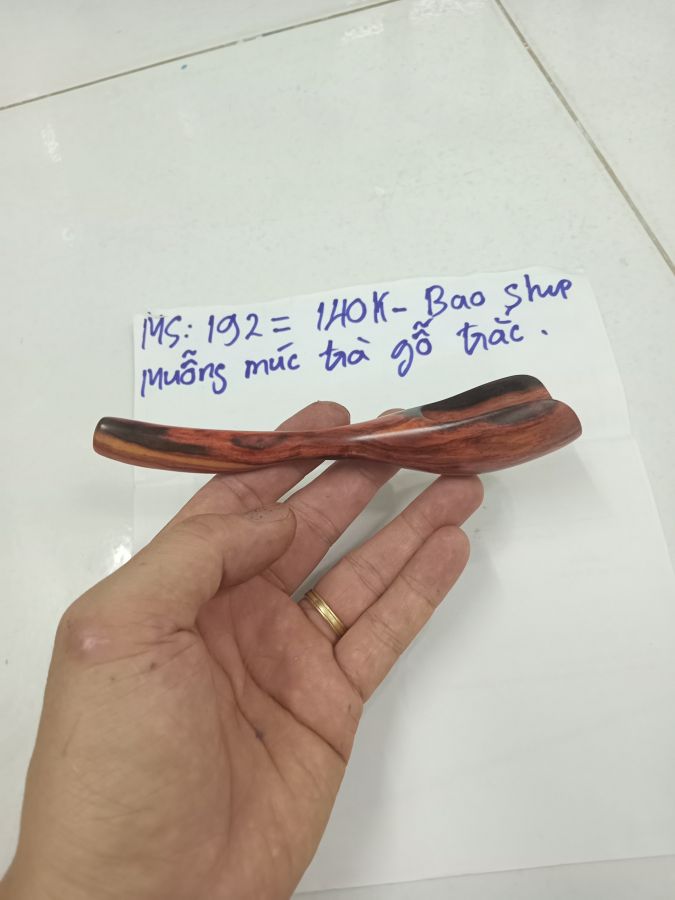 MS: 192 = 140K - Bao ship
Muỗng múc trà gỗ trắc.